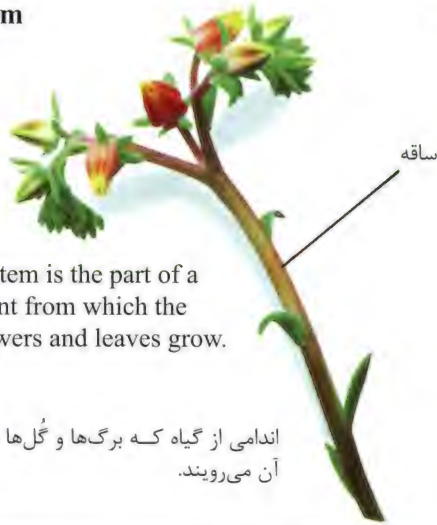 ساقه
tem is the part of a
nt from which the
wers and leaves grow.
اندامی از گیاه کـه برگ‌ها و گُل‌ها
آن می‌رویند.